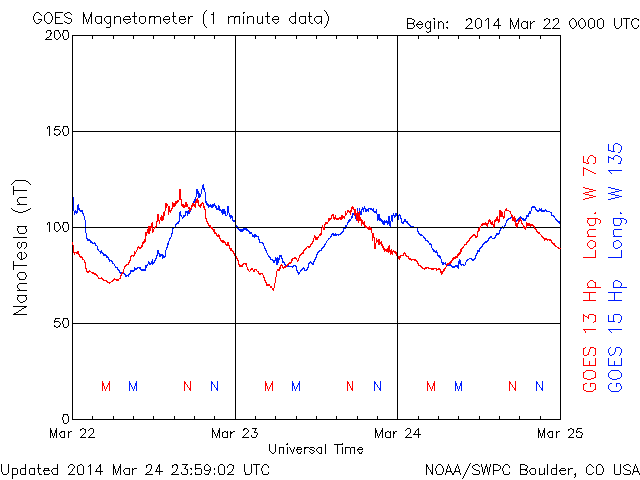 GOES Magnetometer (1 minute data)
Begin: 2014 Mar 22 0000 UTC
200
150
100
50
0
NanoTesla (nT)
M M N N M M N N M M N N
Mar 22 Mar 23 Mar 24 Mar 25
Universal Time
GOES 13 Hp Long. W 75
GOES 15 Hp Long. W 135
Updated 2014 Mar 24 23:59:02 UTC
NOAA/SWPC Boulder, CO USA